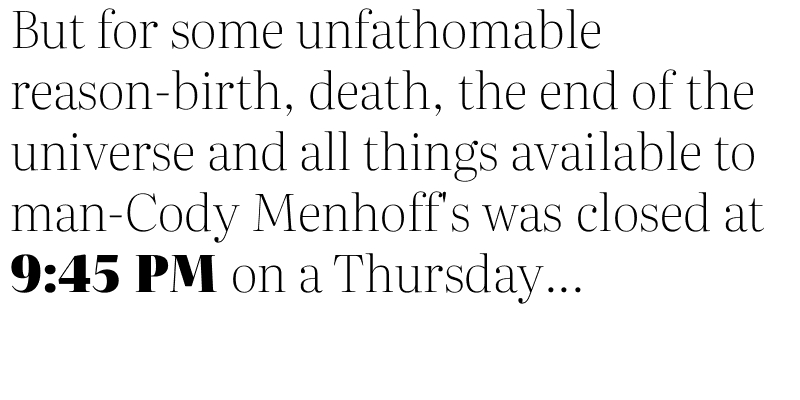 But for some unfathomable
reason-birth, death, the end of the
universe and all things available to
man-Cody Menhoff's was closed at
9:45 PM on a Thursday...